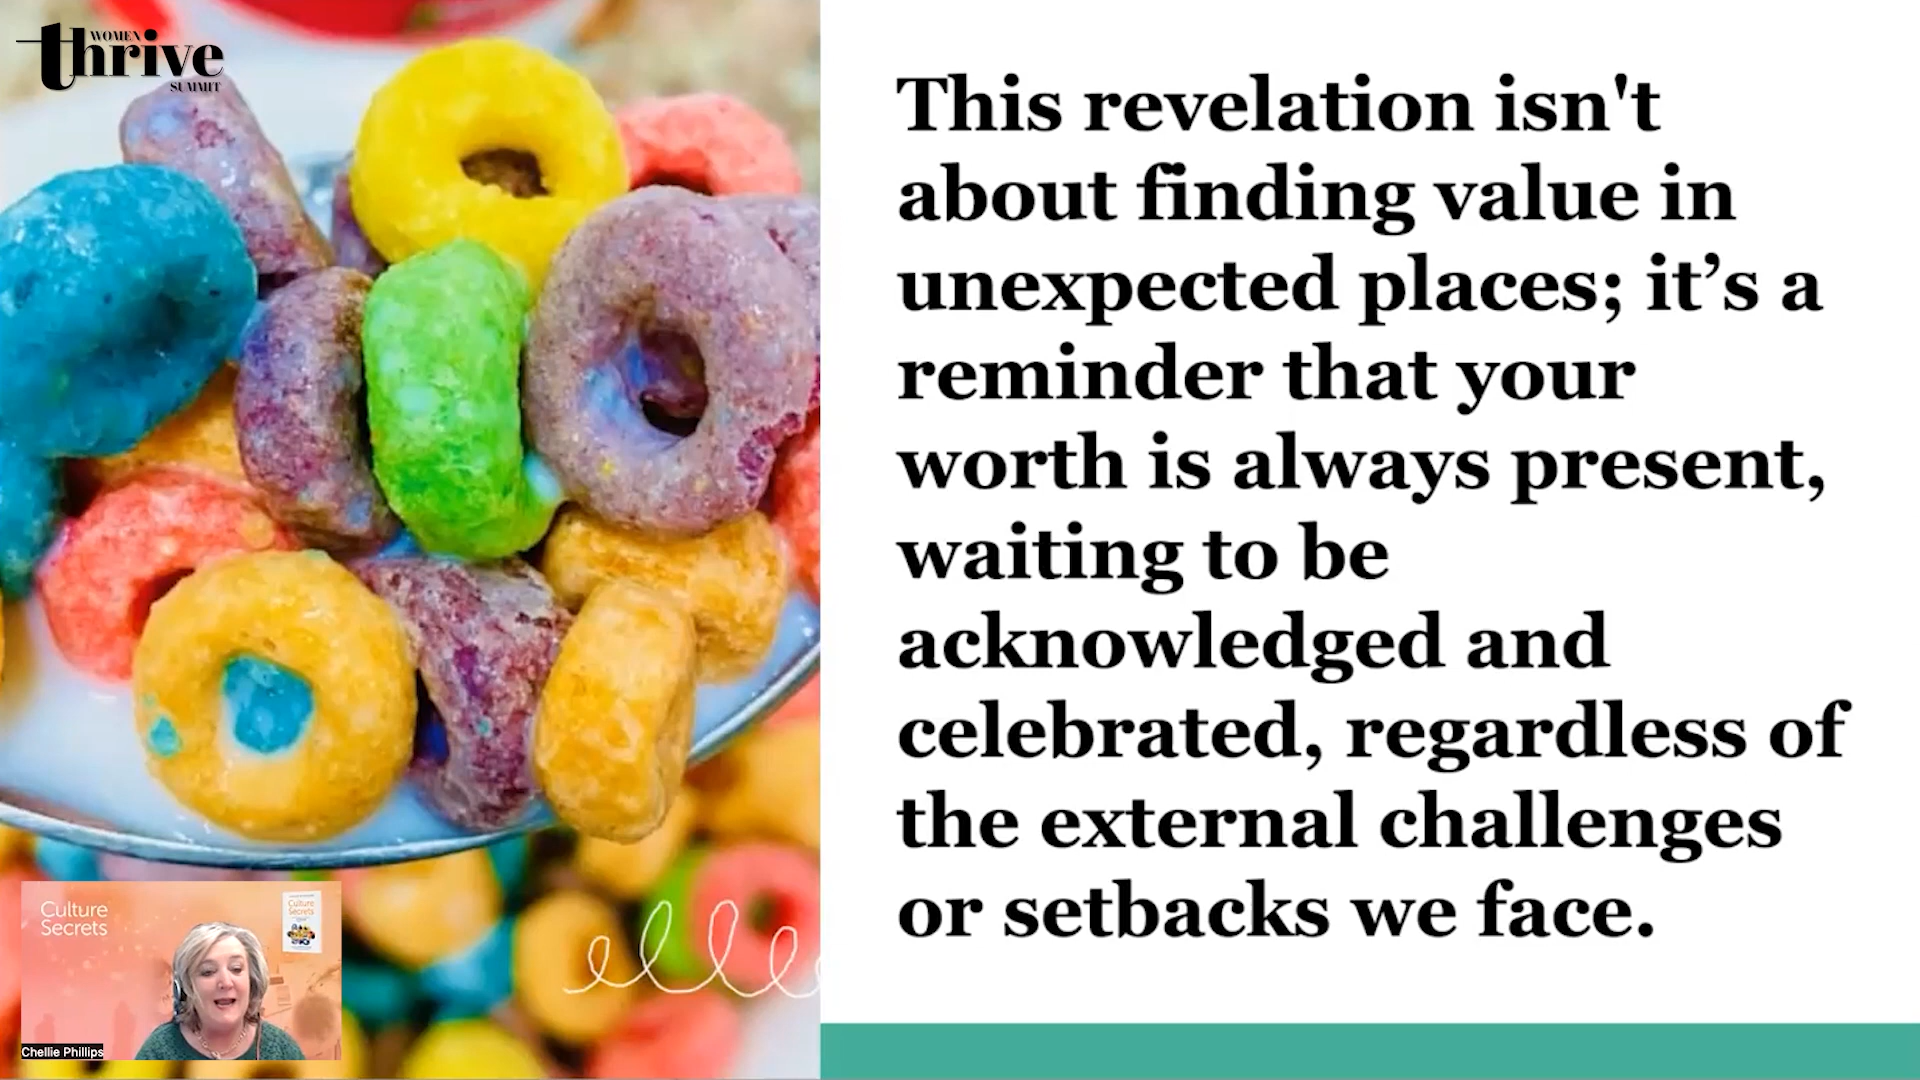 WOMEN
thrive
SUMMIT
This revelation isn't
about finding value in
unexpected places; it’s a
reminder that your
worth is always present,
waiting to be
acknowledged and
celebrated, regardless of
the external challenges
or setbacks we face.
Culture
Secrets
Culture
Secrets
Chellie Phillips